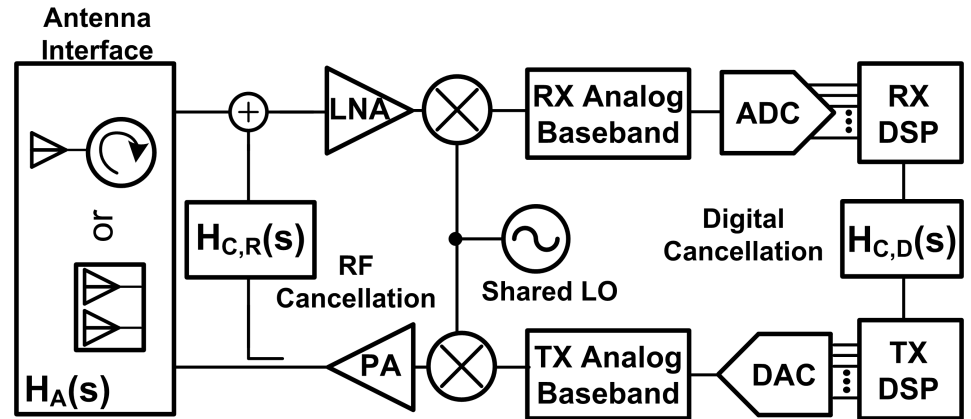 Antenna
Interface
or
H_A(s)
H_C,R(s)
RF
Cancellation
LNA
RX Analog
Baseband
ADC
RX
DSP
Shared LO
Digital
Cancellation
H_C,D(s)
PA
TX Analog
Baseband
DAC
TX
DSP